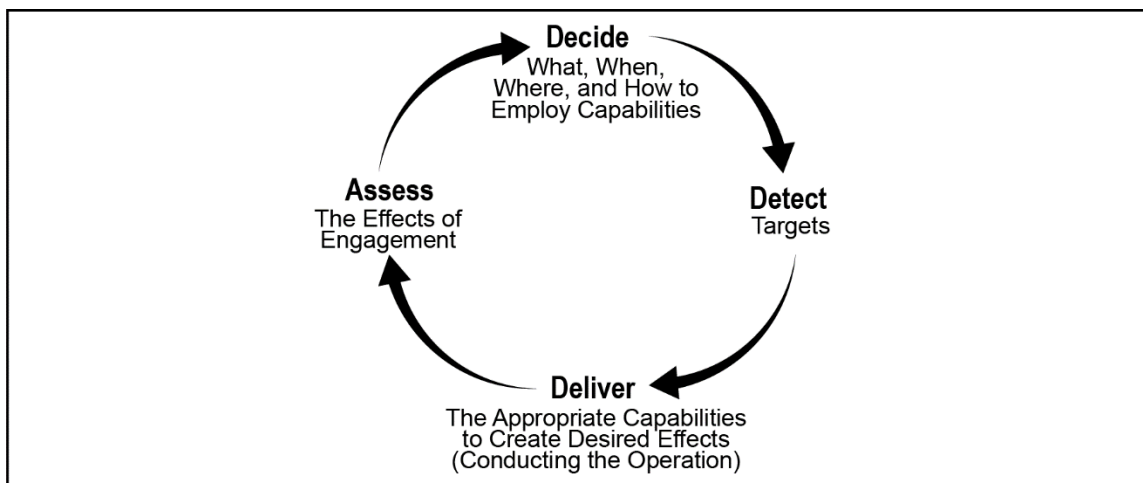 Decide
What, When,
Where, and How to
Employ Capabilities
Detect
Targets
Deliver
The Appropriate Capabilities
to Create Desired Effects
(Conducting the Operation)
Assess
The Effects of
Engagement